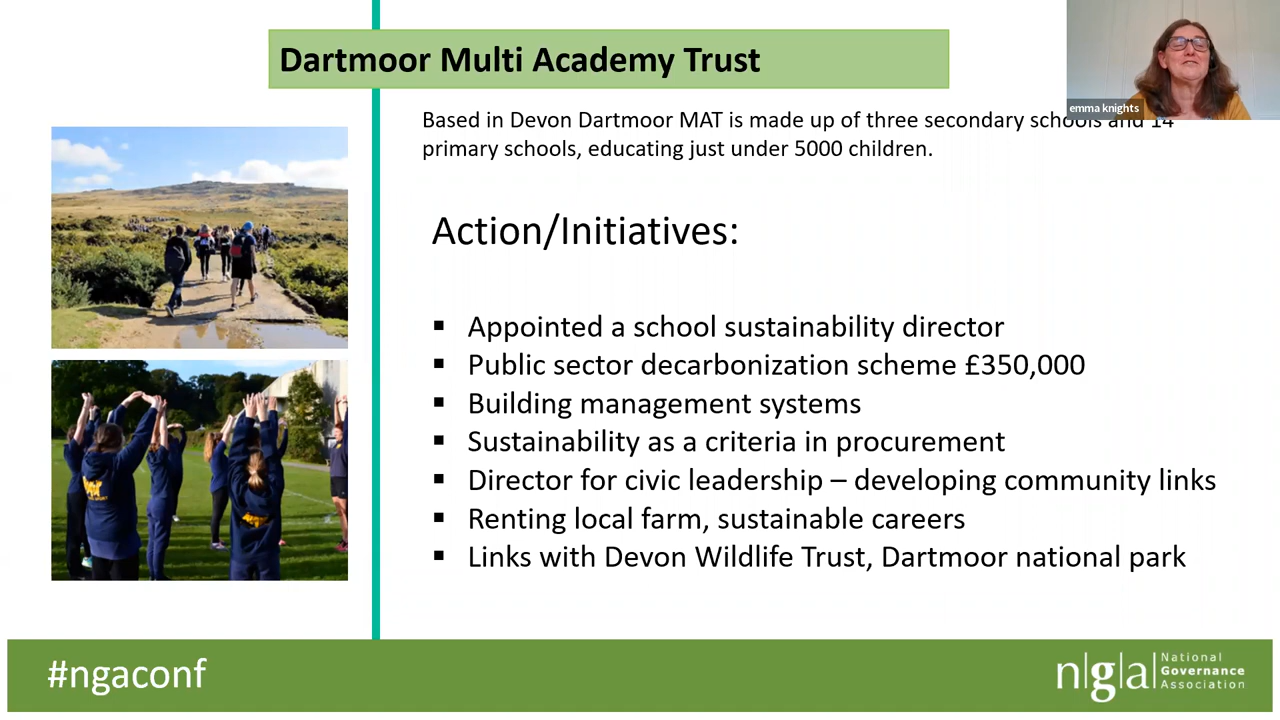 Dartmoor Multi Academy Trust
emma knights
Based in Devon Dartmoor MAT is made up of three secondary schools and 14
primary schools, educating just under 5000 children.
Action/Initiatives:
▪ Appointed a school sustainability director
▪ Public sector decarbonization scheme £350,000
▪ Building management systems
▪ Sustainability as a criteria in procurement
▪ Director for civic leadership – developing community links
▪ Renting local farm, sustainable careers
▪ Links with Devon Wildlife Trust, Dartmoor national park
#ngaconf
n|g|a|
National
Governance
Association